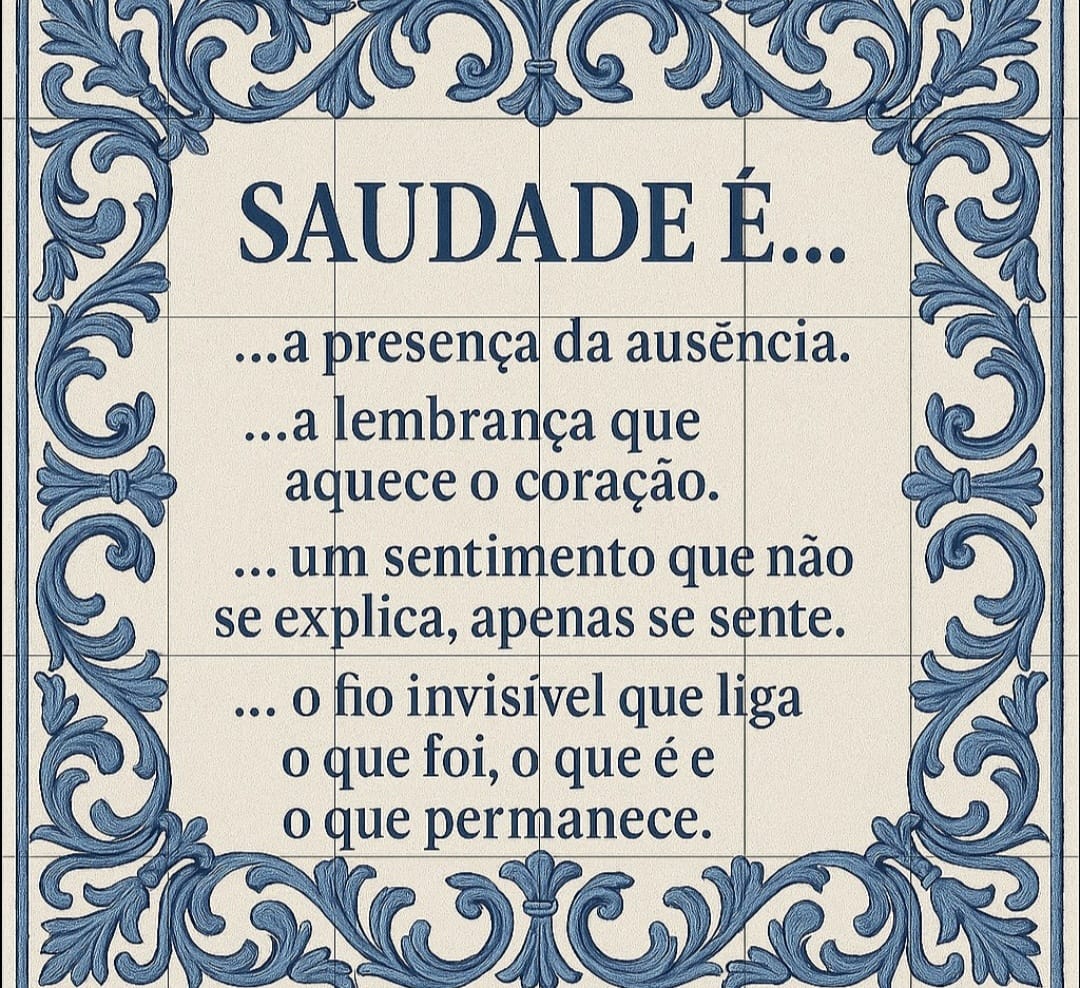 SAUDADE É...
...a presença da ausência.
...a lembrança que
aquece o coração.
... um sentimento que não
se explica, apenas se sente.
... o fio invisível que liga
o que foi, o que é e
o que permanece.